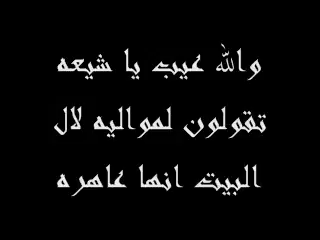 والله عيب يا شيعه
تقولون لمواليه لال
البيت انها عاهره